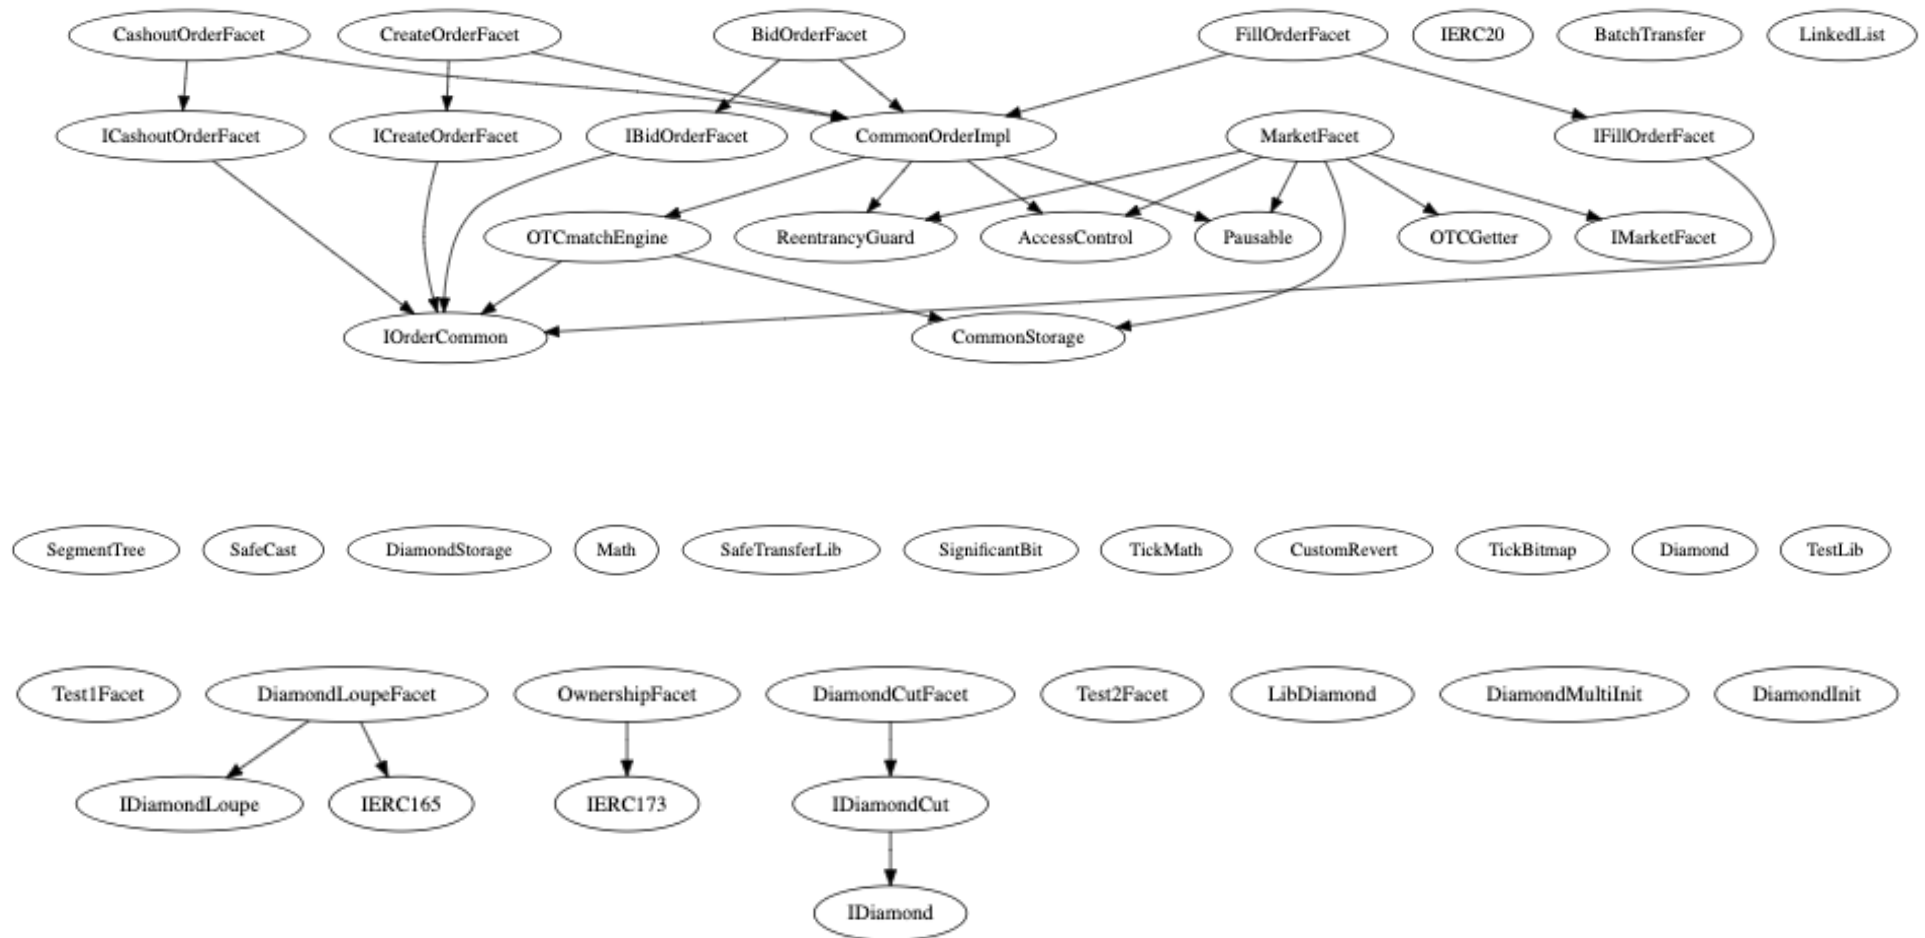 CashoutOrderFacet CreateOrderFacet BidOrderFacet FillOrderFacet IERC20 BatchTransfer LinkedList
ICashoutOrderFacet ICreateOrderFacet IBidOrderFacet CommonOrderImpl MarketFacet IFillOrderFacet
OTCmatchEngine ReentrancyGuard AccessControl Pausable OTCGetter IMarketFacet
IOrderCommon CommonStorage
SegmentTree SafeCast DiamondStorage Math SafeTransferLib SignificantBit TickMath CustomRevert TickBitmap Diamond TestLib
Test1Facet DiamondLoupeFacet OwnershipFacet DiamondCutFacet Test2Facet LibDiamond DiamondMultiInit DiamondInit
IDiamondLoupe IERC165 IERC173 IDiamondCut
IDiamond